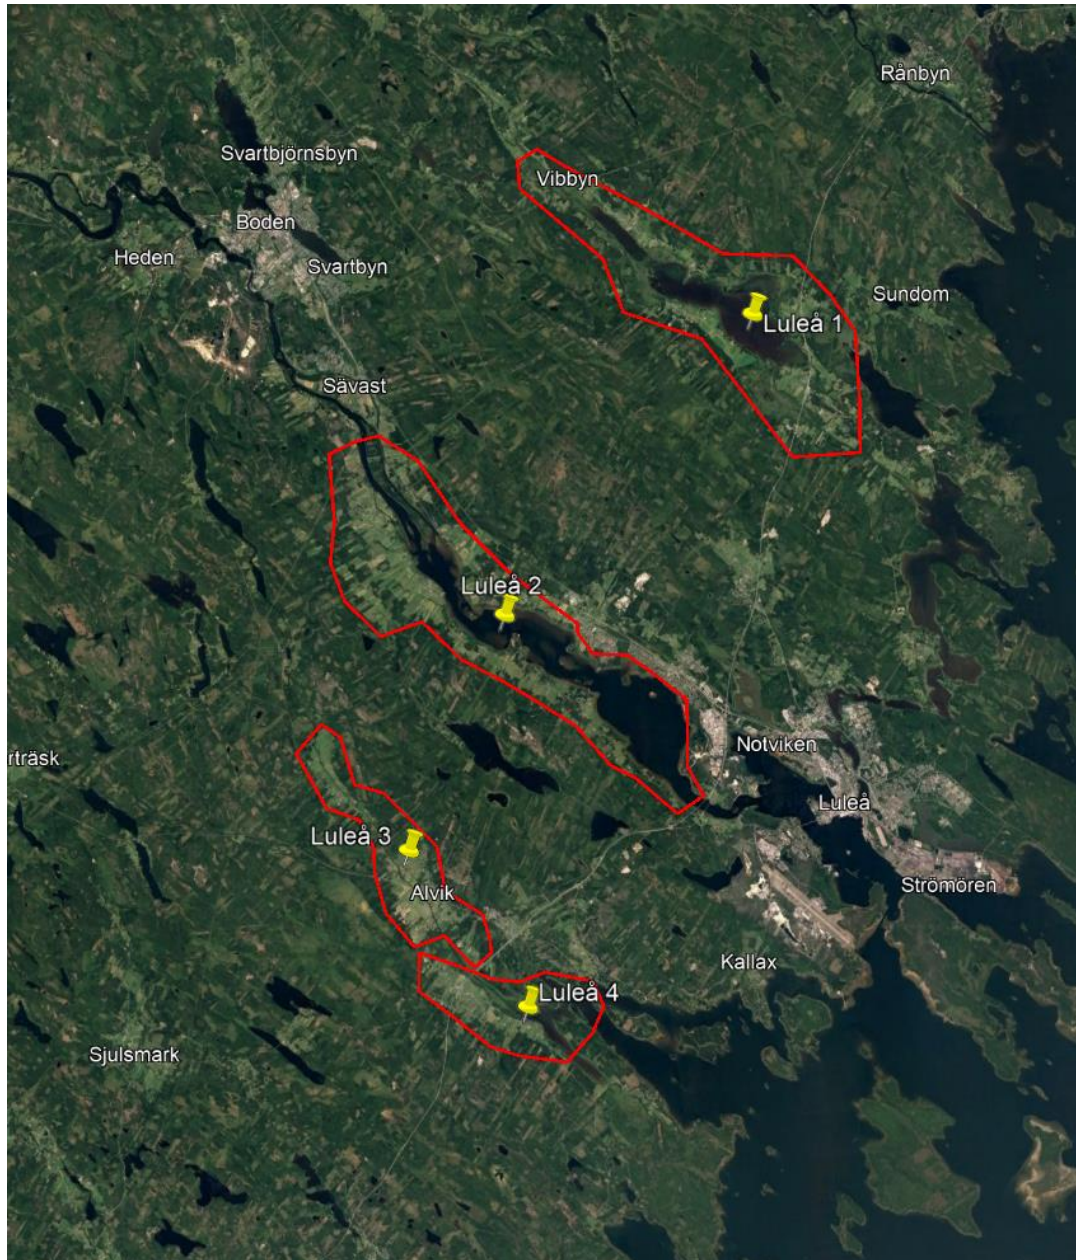 Rånbyn
Svartbjörnsbyn
Vibbyn
Boden
Heden
Svartbyn
Sundom
Luleå 1
Sävast
Luleå 2
Notviken
rträsk
Luleå
Luleå 3
Alvik
Strömören
Kallax
Luleå 4
Sjulsmark